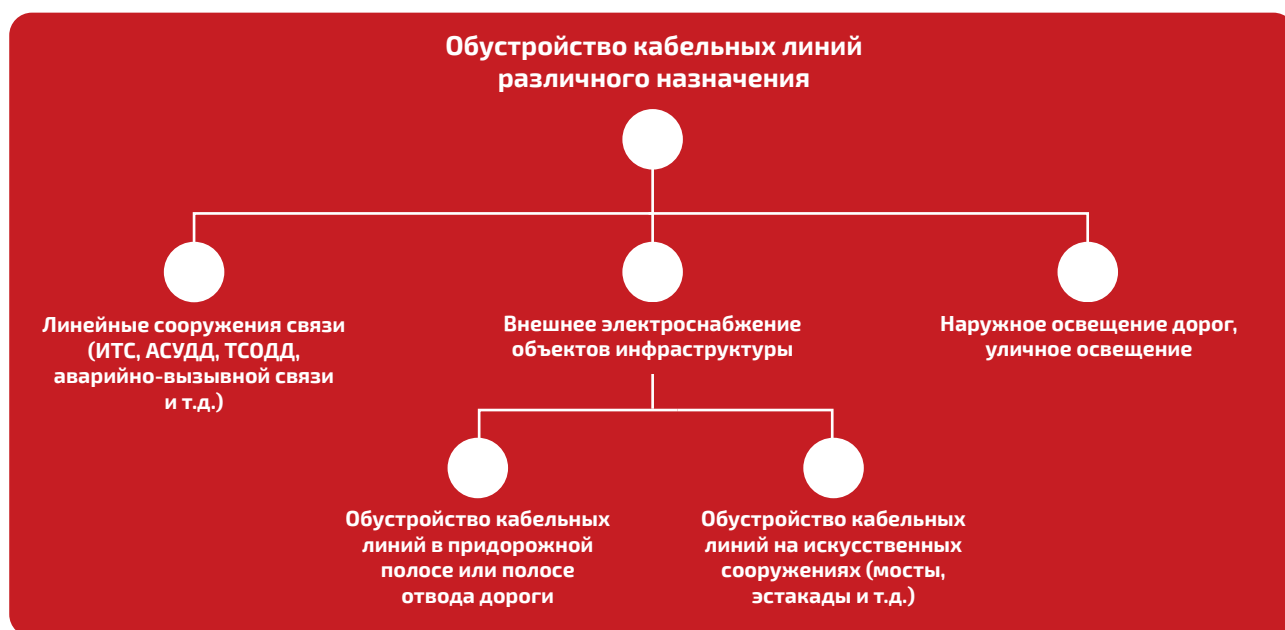 Обустройство кабельных линий
различного назначения
Линейные сооружения связи
(ИТС, АСУДД, ТСОДД,
аварийно-вызывной связи
и т.д.)
Внешнее электроснабжение
объектов инфраструктуры
Наружное освещение дорог,
уличное освещение
Обустройство кабельных
линий в придорожной
полосе или полосе
отвода дороги
Обустройство кабельных
линий на искусственных
сооружениях (мосты,
эстакады и т.д.)